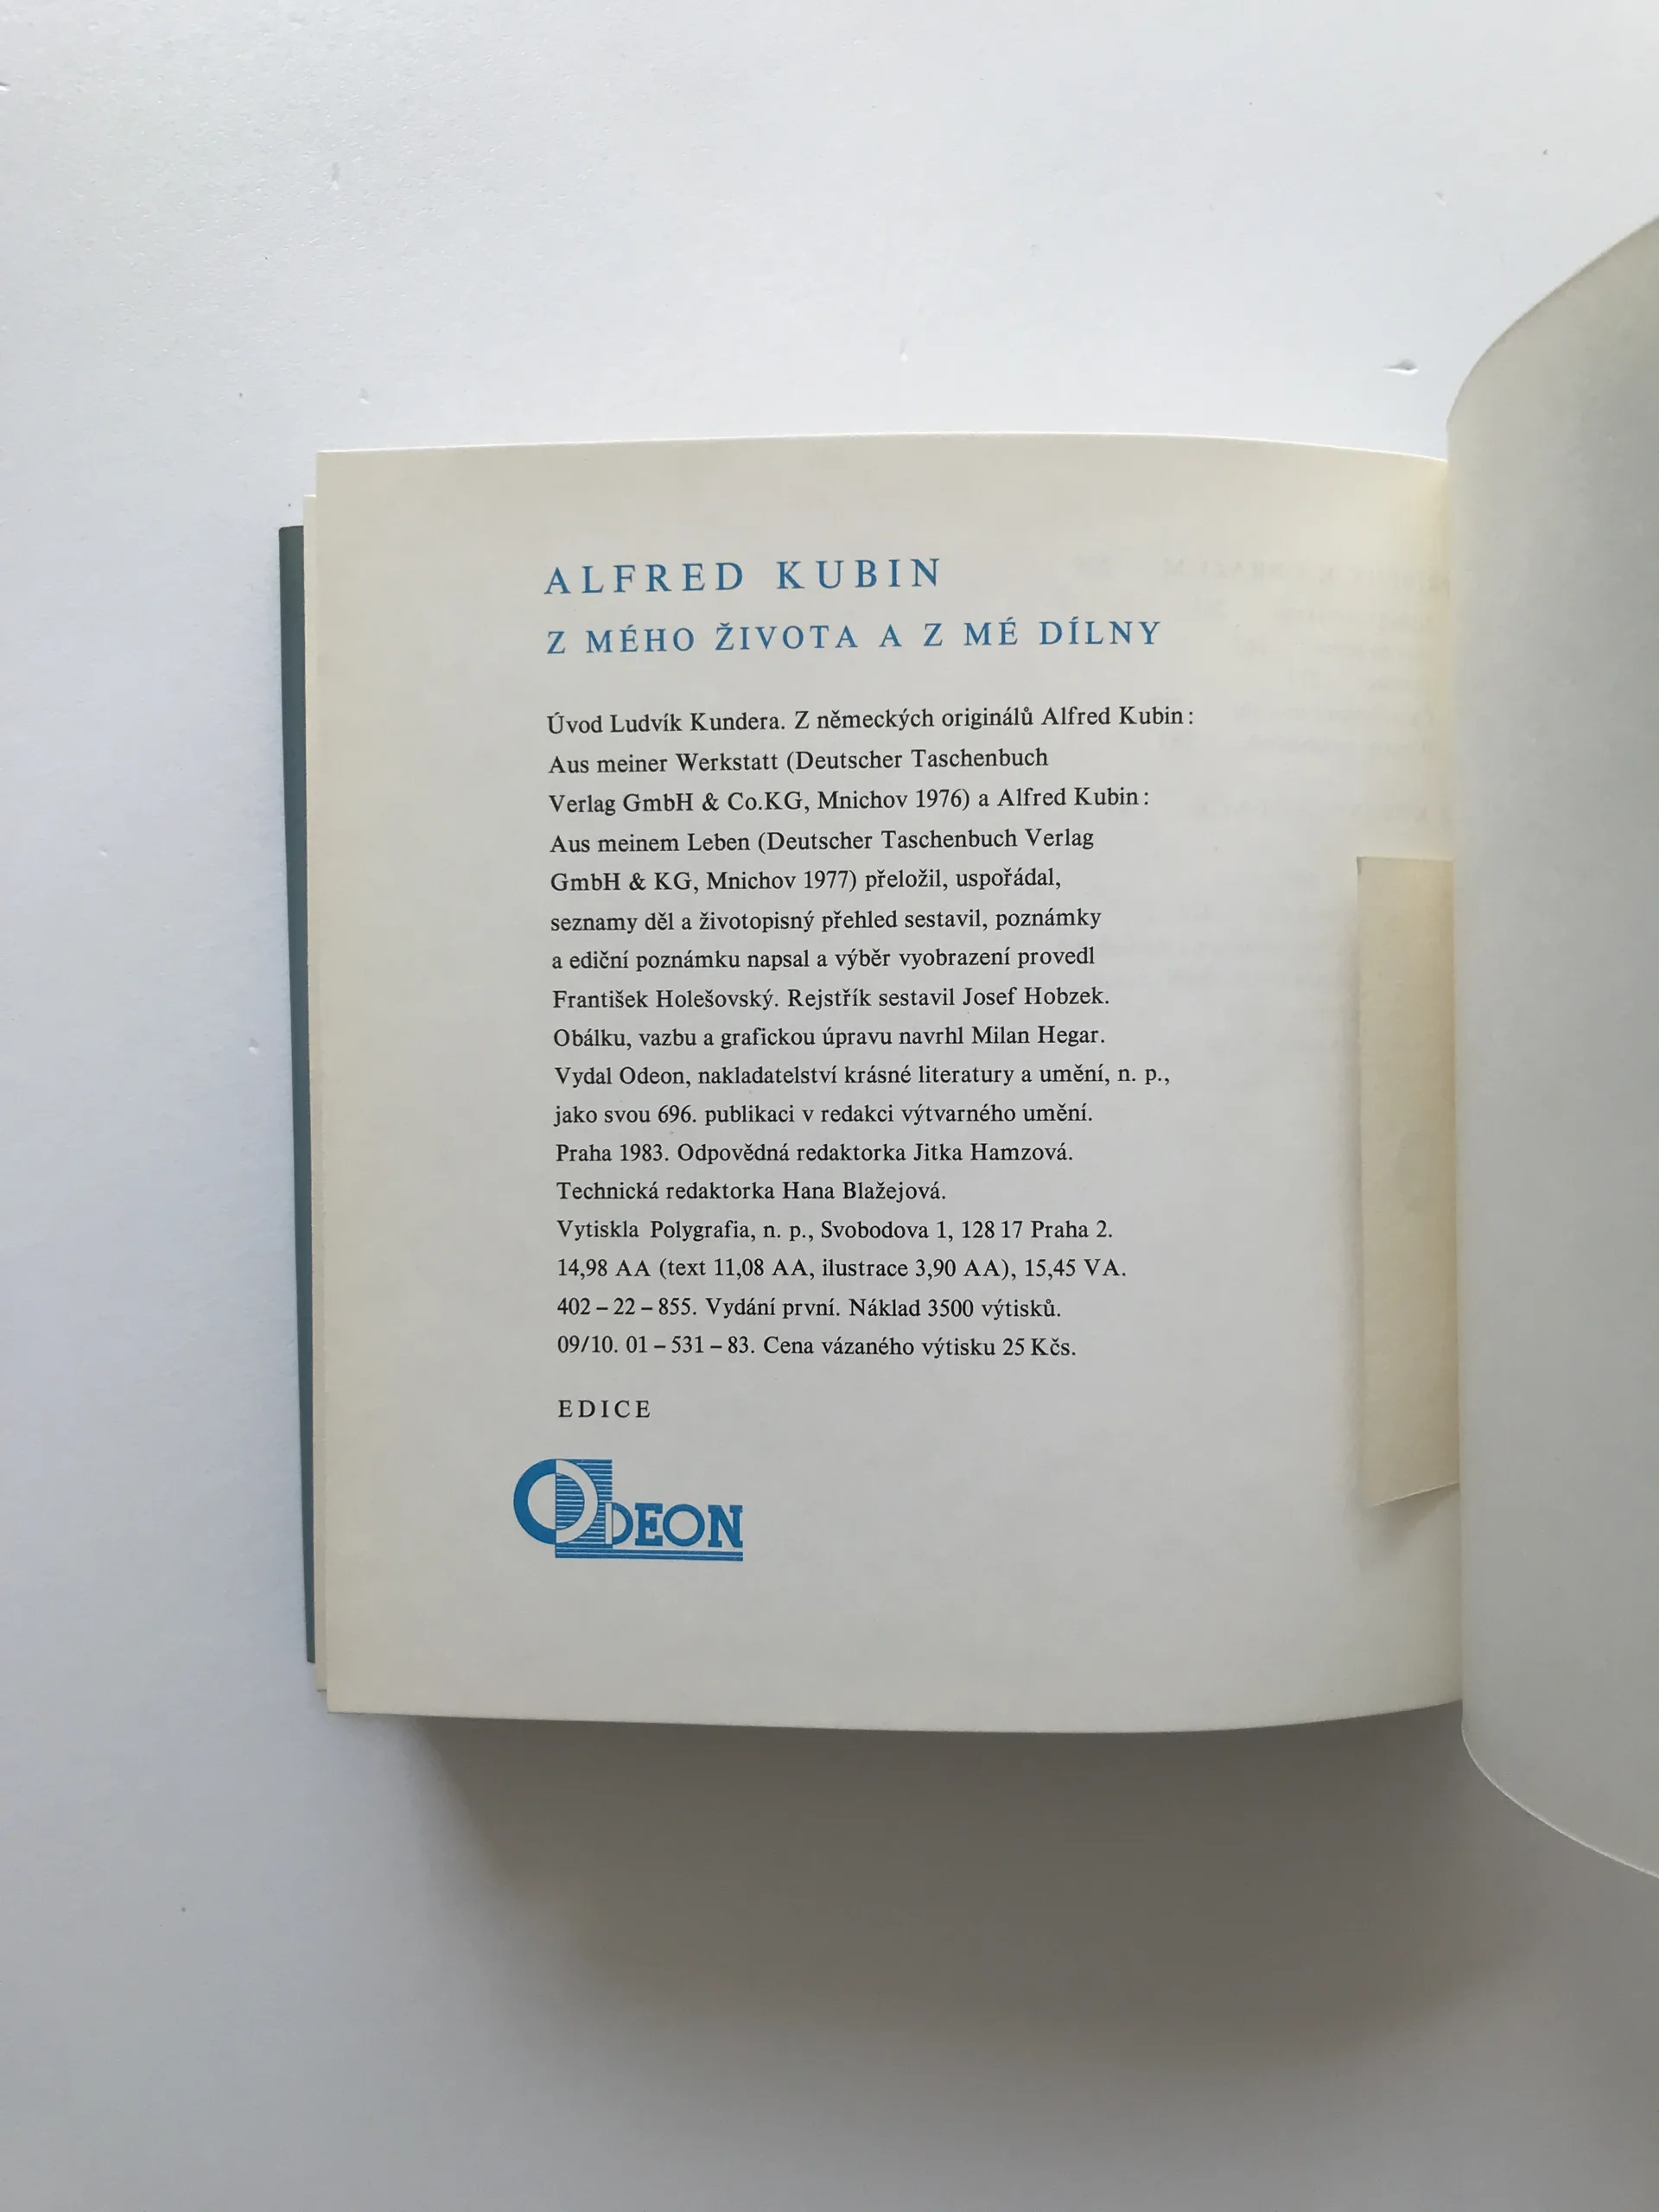 ALFRED KUBIN
Z MÉHO ŽIVOTA A Z MÉ DÍLNY
Úvod Ludvík Kundera. Z německých originálů Alfred Kubin:
Aus meiner Werkstatt (Deutscher Taschenbuch
Verlag GmbH & Co.KG, Mnichov 1976) a Alfred Kubin:
Aus meinem Leben (Deutscher Taschenbuch Verlag
GmbH & KG, Mnichov 1977) přeložil, uspořádal,
seznamy děl a životopisný přehled sestavil, poznámky
a ediční poznámku napsal a výběr vyobrazení provedl
František Holešovský. Rejstřík sestavil Josef Hobzek.
Obálku, vazbu a grafickou úpravu navrhl Milan Hegar.
Vydal Odeon, nakladatelství krásné literatury a umění, n. p.,
jako svou 696. publikaci v redakci výtvarného umění.
Praha 1983. Odpovědná redaktorka Jitka Hamzová.
Technická redaktorka Hana Blažejová.
Vytiskla Polygrafia, n. p., Svobodova 1, 128 17 Praha 2.
14,98 AA (text 11,08 AA, ilustrace 3,90 AA), 15,45 VA.
402 – 22 – 855. Vydání první. Náklad 3500 výtisků.
09/10. 01 – 531 – 83. Cena vázaného výtisku 25 Kčs.
EDICE
ODEON